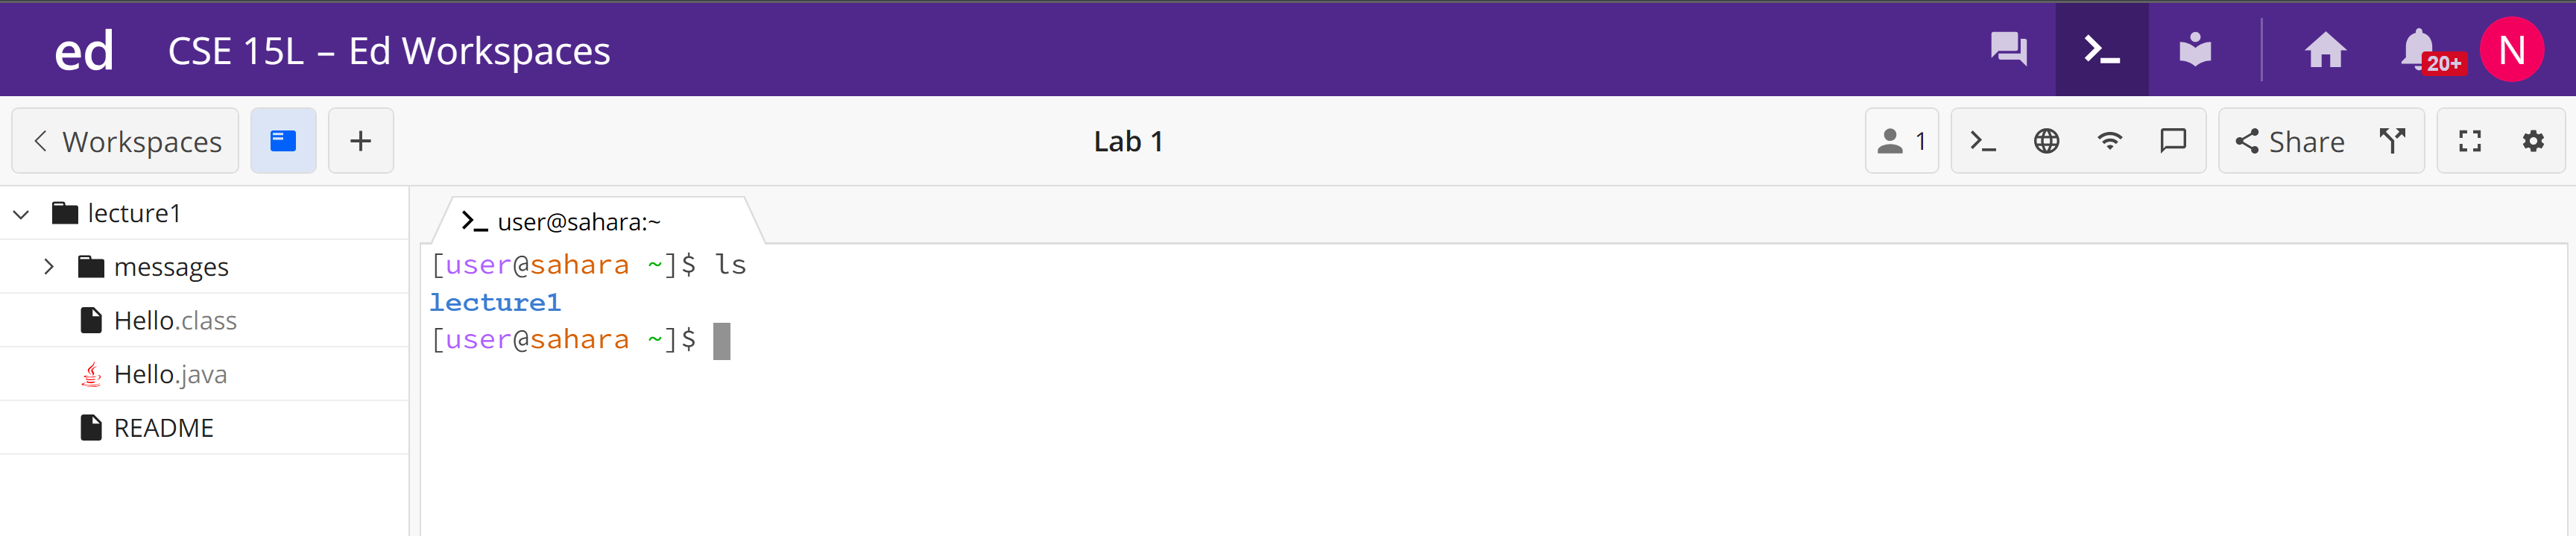 ed CSE 15L – Ed Workspaces 20+ N
Workspaces Lab 1 1 Share
lecture1
messages
Hello.class
Hello.java
README
user@sahara:~
[user@sahara ~]$ ls
lecture1
[user@sahara ~]$